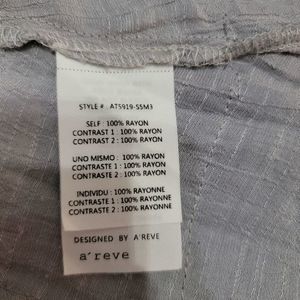 STYLE # : AT5919-S5M3
SELF : 100% RAYON
CONTRAST 1 : 100% RAYON
CONTRAST 2 : 100% RAYON
UNO MISMO : 100% RAYON
CONTRASTE 1 : 100% RAYON
CONTRASTE 2 : 100% RAYON
INDIVIDU : 100% RAYONNE
CONTRASTE 1 : 100% RAYONNE
CONTRASTE 2 : 100% RAYONNE
DESIGNED BY A'REVE
a'reve